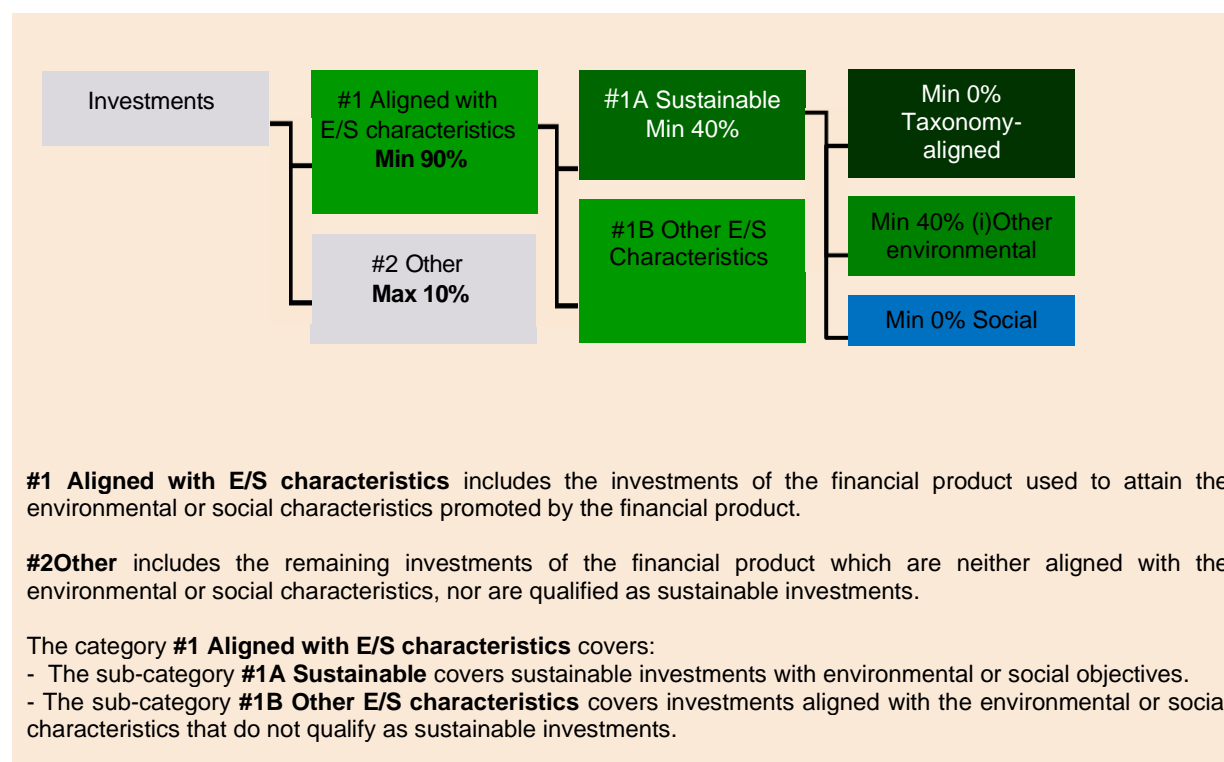 Investments
#1 Aligned with
E/S characteristics
Min 90%
#2 Other
Max 10%
#1A Sustainable
Min 40%
#1B Other E/S
Characteristics
Min 0%
Taxonomy-
aligned
Min 40% (i)Other
environmental
Min 0% Social
#1 Aligned with E/S characteristics includes the investments of the financial product used to attain the
environmental or social characteristics promoted by the financial product.
#2Other includes the remaining investments of the financial product which are neither aligned with the
environmental or social characteristics, nor are qualified as sustainable investments.
The category #1 Aligned with E/S characteristics covers:
- The sub-category #1A Sustainable covers sustainable investments with environmental or social objectives.
- The sub-category #1B Other E/S characteristics covers investments aligned with the environmental or social
characteristics that do not qualify as sustainable investments.